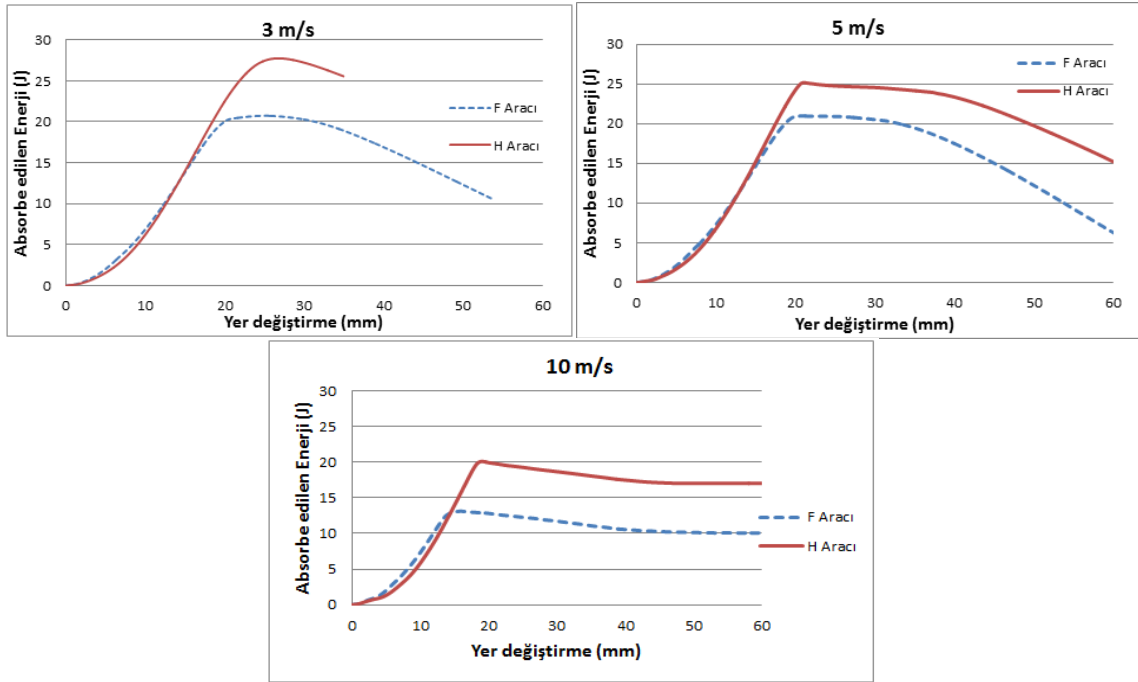 3 m/s
Absorbe edilen Enerji (J)
30
25
20
15
10
5
0
0 10 20 30 40 50 60
Yer değiştirme (mm)
F Aracı
H Aracı
5 m/s
Absorbe edilen Enerji (J)
30
25
20
15
10
5
0
0 10 20 30 40 50 60
Yer değiştirme (mm)
F Aracı
H Aracı
10 m/s
Absorbe edilen Enerji (J)
30
25
20
15
10
5
0
0 10 20 30 40 50 60
Yer değiştirme (mm)
F Aracı
H Aracı